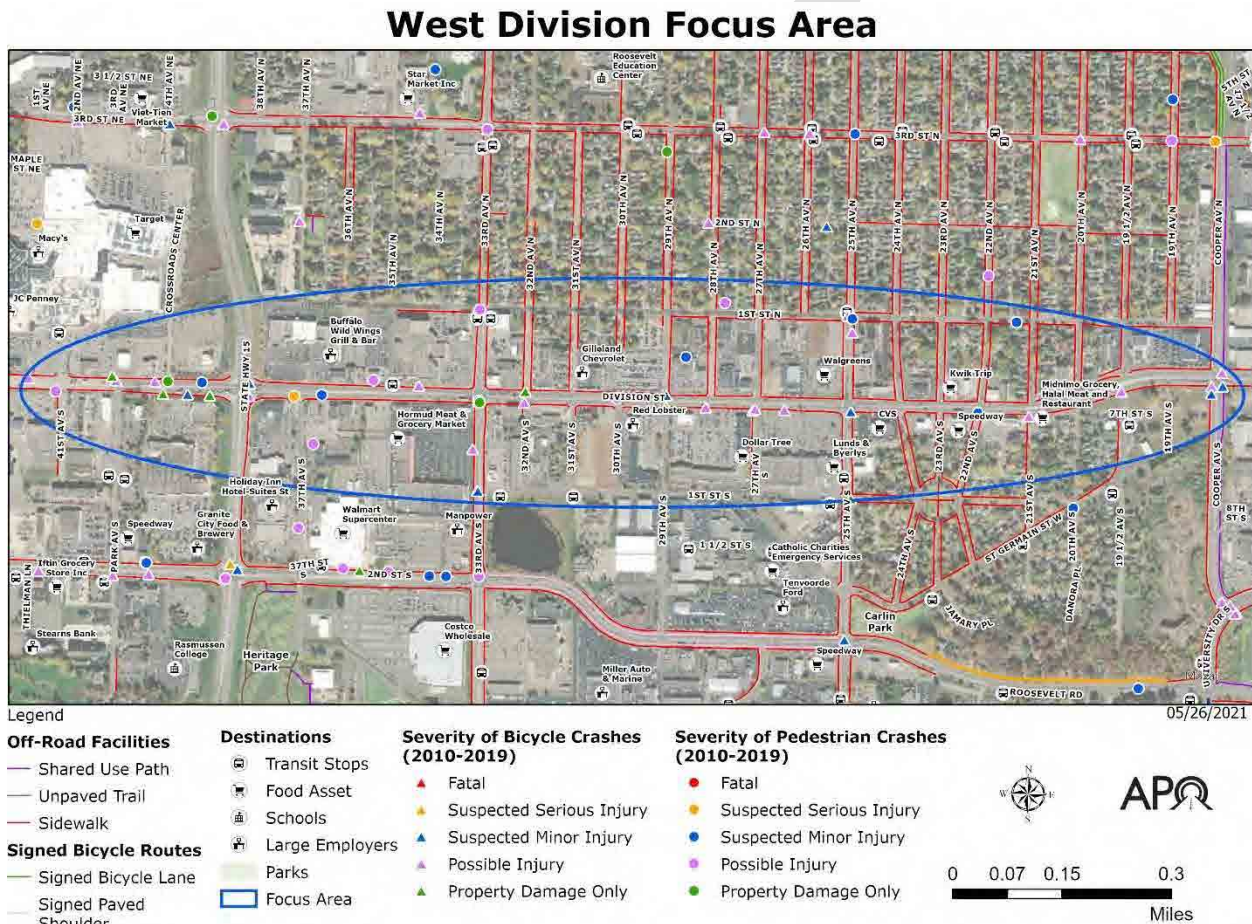 West Division Focus Area
Roosevelt
Education
Center
Star
Market Inc
3 1/2 ST NE
1ST
AV NE
2ND AV NE
3RD
AV NE
4TH AV NE
Viet-Tien
Market
3RD ST NE
38TH AV N
37TH AV N
3RD ST N
5TH ST N
MAPLE
ST NE
Target
Macy's
JC Penney
CROSSROADS CENTER
36TH AV N
35TH AV N
34TH AV N
33RD AV N
32ND AV N
31ST AV N
30TH AV N
29TH AV N
28TH AV N
27TH AV N
26TH AV N
25TH AV N
24TH AV N
23RD AV N
22ND AV N
21ST AV N
20TH AV N
19 1/2 AV N
19TH AV N
COOPER AV N
2ND ST N
1ST ST N
STATE HWY 15
Buffalo
Wild Wings
Grill & Bar
Gilleland
Chevrolet
Walgreens
Kwik Trip
Midnimo Grocery,
Halal Meat and
Restaurant
DIVISION ST
Hormud Meat &
Grocery Market
Red Lobster
CVS
Speedway
7TH ST S
41ST AV S
37TH AV S
32ND AV S
31ST AV S
30TH AV S
Dollar Tree
27TH AV S
Lunds &
Byerlys
23RD AV S
22ND AV S
21ST AV S
19TH AV S
COOPER AV S
Holiday Inn
Hotel-Suites St
Granite
City Food &
Brewery
Speedway
PARK AV S
Walmart
Supercenter
Manpower
33RD AV S
1ST ST S
29TH AV S
25TH AV S
24TH AV S
1 1/2 ST S
Catholic Charities
Emergency Services
Tenvoorde
Ford
ST GERMAIN ST W
20TH AV S
19 1/2 AV S
8TH
ST S
Iftin Grocery
Store Inc
THIELMAN LN
37TH ST
S
2ND ST S
Stearns Bank
Rasmussen
College
Heritage
Park
Costco
Wholesale
Miller Auto
& Marine
Speedway
Carlin
Park
JAMARY PL
DANORA PL
UNIVERSITY DR S
ROOSEVELT RD
05/26/2021
Legend
Off-Road Facilities
Shared Use Path
Unpaved Trail
Sidewalk
Signed Bicycle Routes
Signed Bicycle Lane
Signed Paved
Shoulder
Destinations
Transit Stops
Food Asset
Schools
Large Employers
Parks
Focus Area
Severity of Bicycle Crashes
(2010-2019)
Fatal
Suspected Serious Injury
Suspected Minor Injury
Possible Injury
Property Damage Only
Severity of Pedestrian Crashes
(2010-2019)
Fatal
Suspected Serious Injury
Suspected Minor Injury
Possible Injury
Property Damage Only
N
W E
S
APO
0 0.07 0.15 0.3
Miles